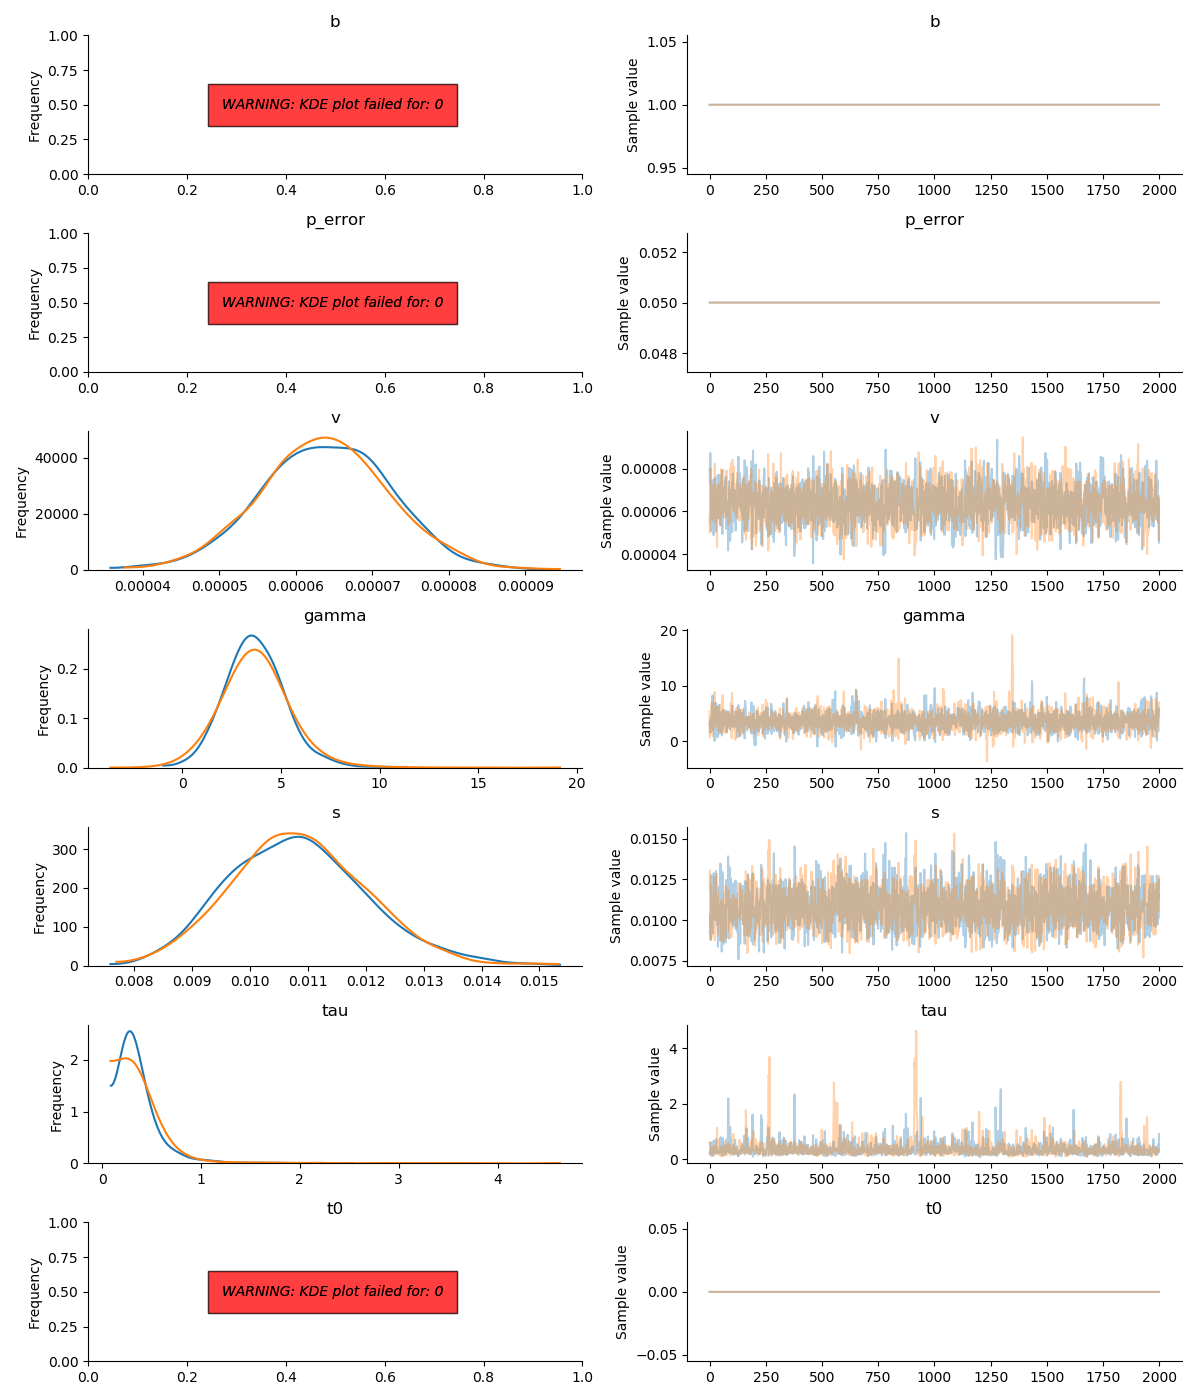 b
1.00
0.75
0.50
0.25
0.00
Frequency
WARNING: KDE plot failed for: 0
0.0 0.2 0.4 0.6 0.8 1.0
b
1.05
1.00
0.95
Sample value
0 250 500 750 1000 1250 1500 1750 2000
p_error
1.00
0.75
0.50
0.25
0.00
Frequency
WARNING: KDE plot failed for: 0
0.0 0.2 0.4 0.6 0.8 1.0
p_error
0.052
0.050
0.048
Sample value
0 250 500 750 1000 1250 1500 1750 2000
v
40000
20000
0
Frequency
0.00004 0.00005 0.00006 0.00007 0.00008 0.00009
v
0.00008
0.00006
0.00004
Sample value
0 250 500 750 1000 1250 1500 1750 2000
gamma
0.2
0.1
0.0
Frequency
0 5 10 15 20
gamma
20
10
0
Sample value
0 250 500 750 1000 1250 1500 1750 2000
s
300
200
100
0
Frequency
0.008 0.009 0.010 0.011 0.012 0.013 0.014 0.015
s
0.0150
0.0125
0.0100
0.0075
Sample value
0 250 500 750 1000 1250 1500 1750 2000
tau
2
1
0
Frequency
0 1 2 3 4
tau
4
2
0
Sample value
0 250 500 750 1000 1250 1500 1750 2000
t0
1.00
0.75
0.50
0.25
0.00
Frequency
WARNING: KDE plot failed for: 0
0.0 0.2 0.4 0.6 0.8 1.0
t0
0.05
0.00
−0.05
Sample value
0 250 500 750 1000 1250 1500 1750 2000